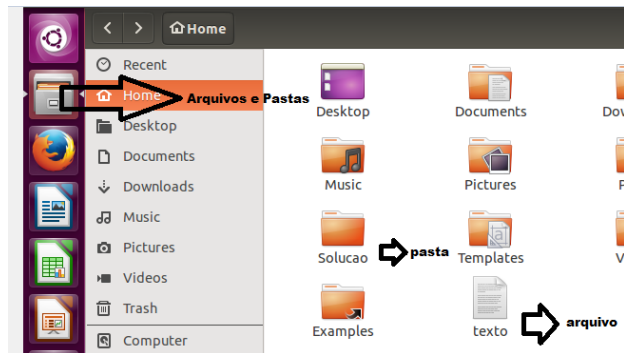 Home
Recent
Home
Arquivos e Pastas
Desktop
Documents
Downloads
Music
Pictures
Videos
Trash
Computer
Desktop
Documents
Dow
Music
Pictures
P
Solucao
pasta
Templates
V
Examples
texto
arquivo